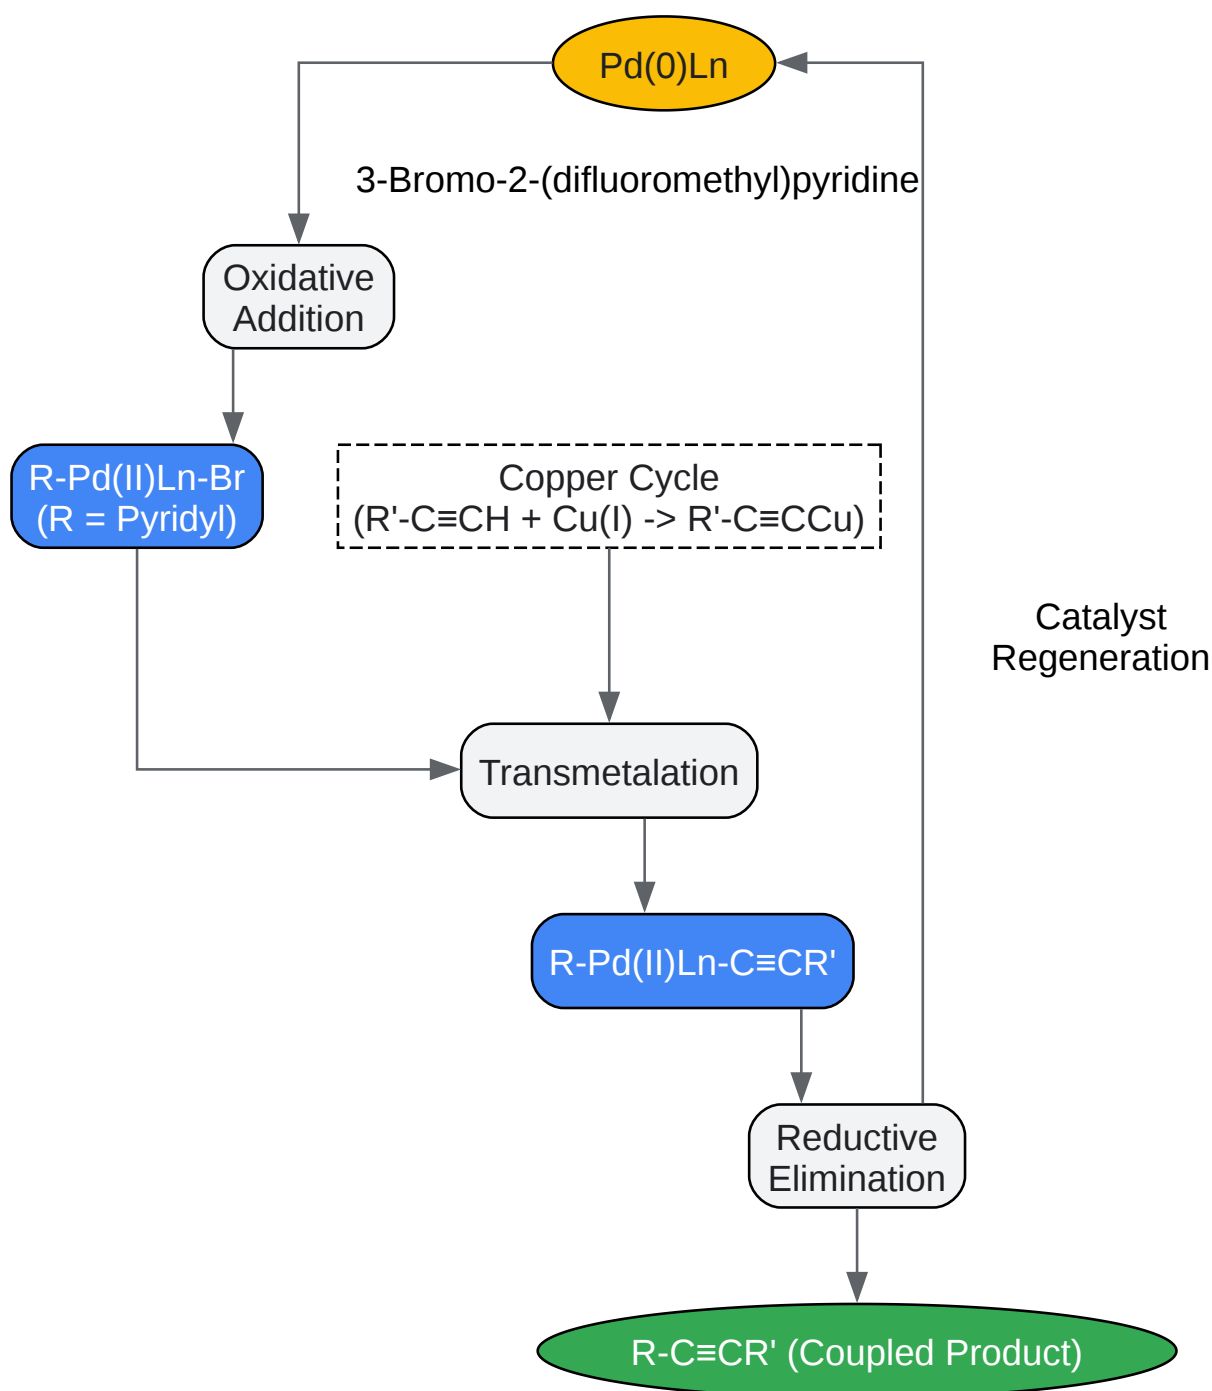 Pd(0)Ln
3-Bromo-2-(difluoromethyl)pyridine
Oxidative
Addition
R-Pd(II)Ln-Br
(R = Pyridyl)
Copper Cycle
(R'-C≡CH + Cu(I) -> R'-C≡CCu)
Catalyst
Regeneration
Transmetalation
R-Pd(II)Ln-C≡CR'
Reductive
Elimination
R-C≡CR' (Coupled Product)